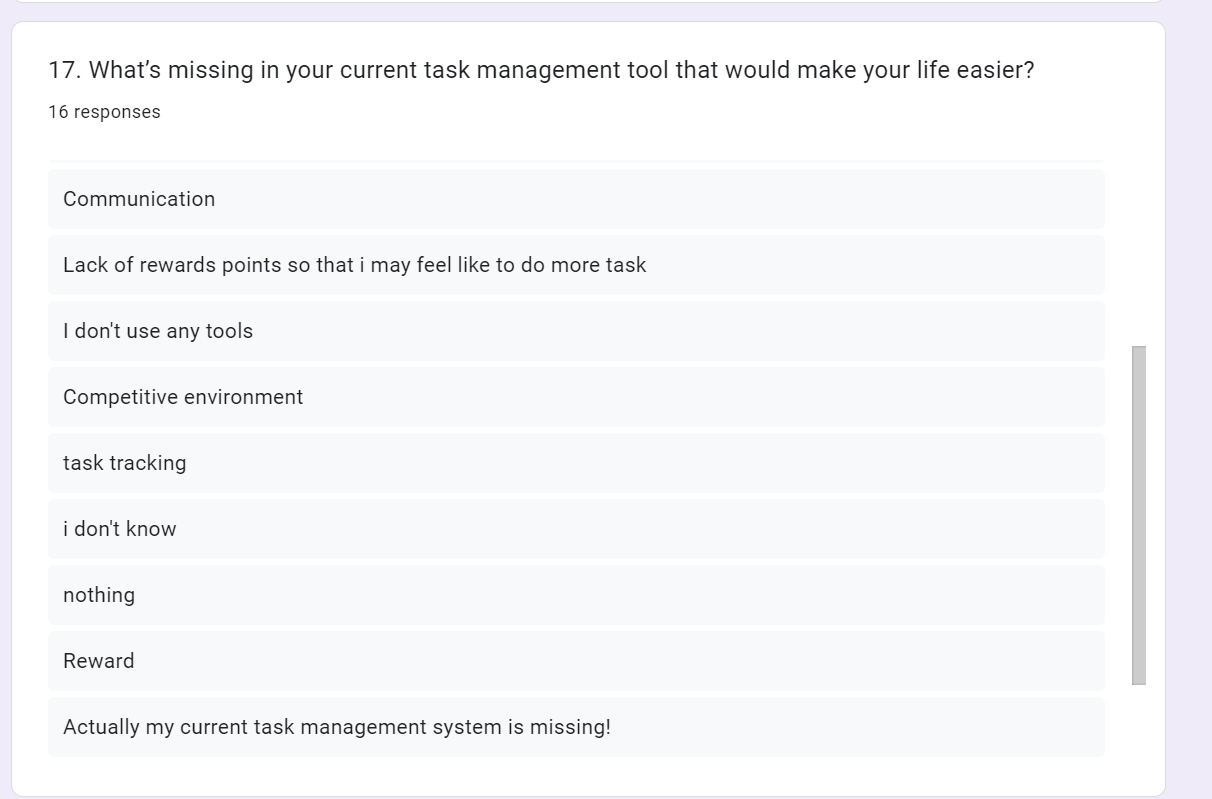 17. What’s missing in your current task management tool that would make your life easier?
16 responses
Communication
Lack of rewards points so that i may feel like to do more task
I don't use any tools
Competitive environment
task tracking
i don't know
nothing
Reward
Actually my current task management system is missing!